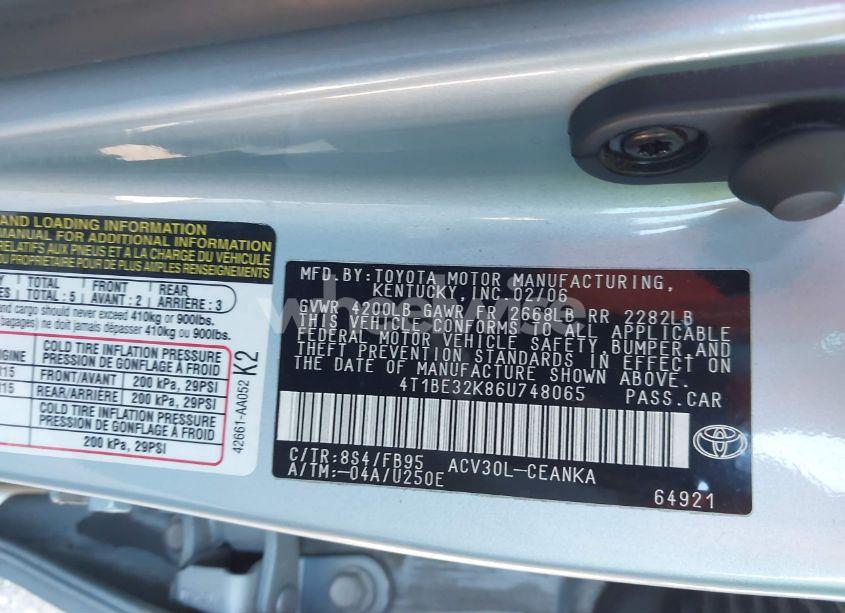 AND LOADING INFORMATION
MANUAL FOR ADDITIONAL INFORMATION
RELATIFS AUX PNEUS ET A LA CHARGE DU VÉHICULE
DU PROPRIÉTAIRE POUR DE PLUS AMPLES RENSEIGNEMENTS
TOTAL FRONT REAR
TOTAL : 5 AVANT : 2 ARRIÈRE : 3
and cargo should never exceed 410kg or 900lbs.
ne doit jamais dépasser 410kg ou 900lbs.
COLD TIRE INFLATION PRESSURE
PRESSION DE GONFLAGE À FROID
FRONT/AVANT 200 kPa, 29PSI
REAR/ARRIÈRE 200 kPa, 29PSI
COLD TIRE INFLATION PRESSURE
PRESSION DE GONFLAGE À FROID
200 kPa, 29PSI
42661-AA052 K2
MFD.BY:TOYOTA MOTOR MANUFACTURING,
KENTUCKY,INC.02/06
GVWR 4200LB GAWR FR 2668LB RR 2282LB
THIS VEHICLE CONFORMS TO ALL APPLICABLE
FEDERAL MOTOR VEHICLE SAFETY,BUMPER,AND
THEFT PREVENTION STANDARDS IN EFFECT ON
THE DATE OF MANUFACTURE SHOWN ABOVE.
4T1BE32K86U748065 PASS.CAR
C/TR:8S4/FB95 ACV30L-CEANKA
A/TM:-04A/U250E
64921
TOYOTA
wheelwise